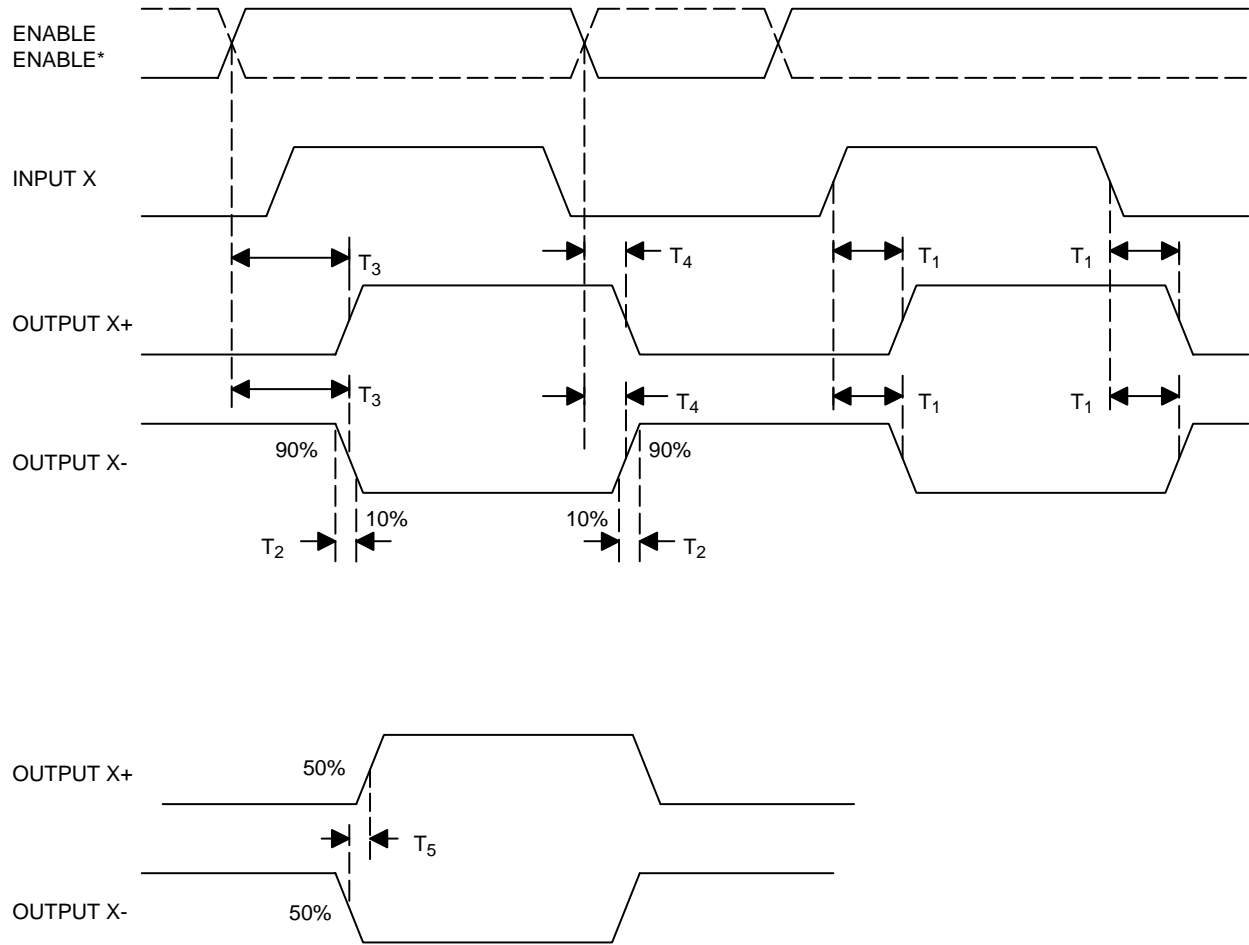 ENABLE
ENABLE*
INPUT X
T3 T4 T1 T1
OUTPUT X+
T3 T4 T1 T1
90% 90%
OUTPUT X-
10% 10%
T2 T2
OUTPUT X+ 50%
T5
OUTPUT X- 50%